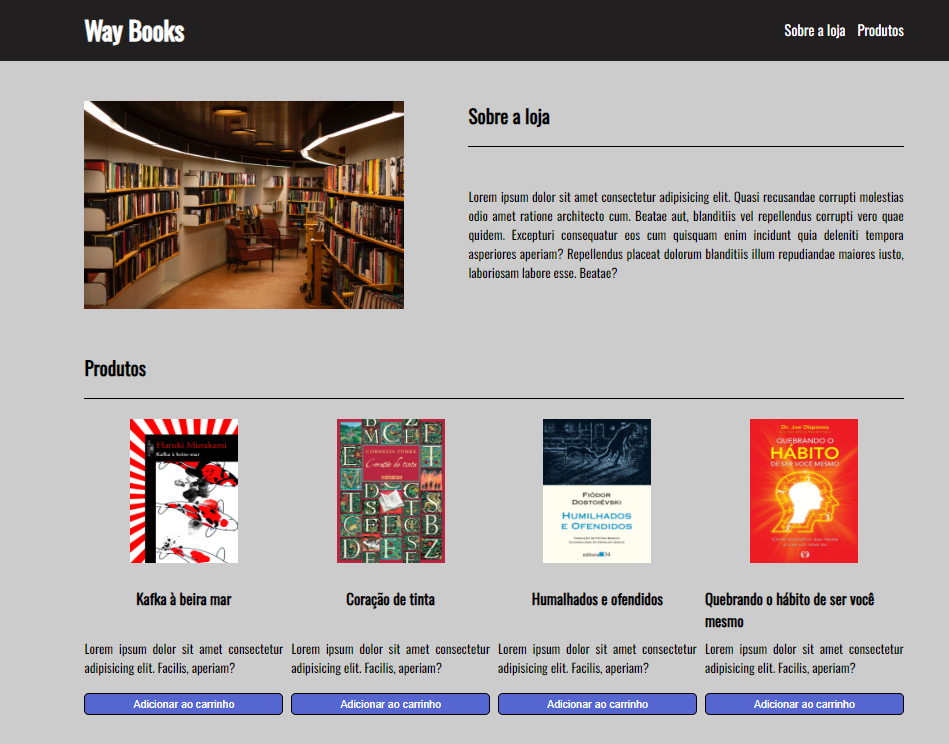 Way Books
Sobre a loja Produtos
Sobre a loja
Lorem ipsum dolor sit amet consectetur adipisicing elit. Quasi recusandae corrupti molestias
odio amet ratione architecto cum. Beatae aut, blanditiis vel repellendus corrupti vero quae
quidem. Excepturi consequatur eos cum quisquam enim incidunt quia deleniti tempora
asperiores aperiam? Repellendus placeat dolorum blanditiis illum repudiandae maiores iusto,
laboriosam labore esse. Beatae?
Produtos
Haruki Murakami
Kafka à beira-mar
CORNELIA FUNKE
Coração de tinta
FIÓDOR
DOSTOIÉVSKI
HUMILHADOS
E OFENDIDOS
editora 34
Dr. Joe Dispenza
QUEBRANDO O
HÁBITO
DE SER VOCÊ MESMO
Kafka à beira mar
Coração de tinta
Humalhados e ofendidos
Quebrando o hábito de ser você
mesmo
Lorem ipsum dolor sit amet consectetur
adipisicing elit. Facilis, aperiam?
Lorem ipsum dolor sit amet consectetur
adipisicing elit. Facilis, aperiam?
Lorem ipsum dolor sit amet consectetur
adipisicing elit. Facilis, aperiam?
Lorem ipsum dolor sit amet consectetur
adipisicing elit. Facilis, aperiam?
Adicionar ao carrinho
Adicionar ao carrinho
Adicionar ao carrinho
Adicionar ao carrinho